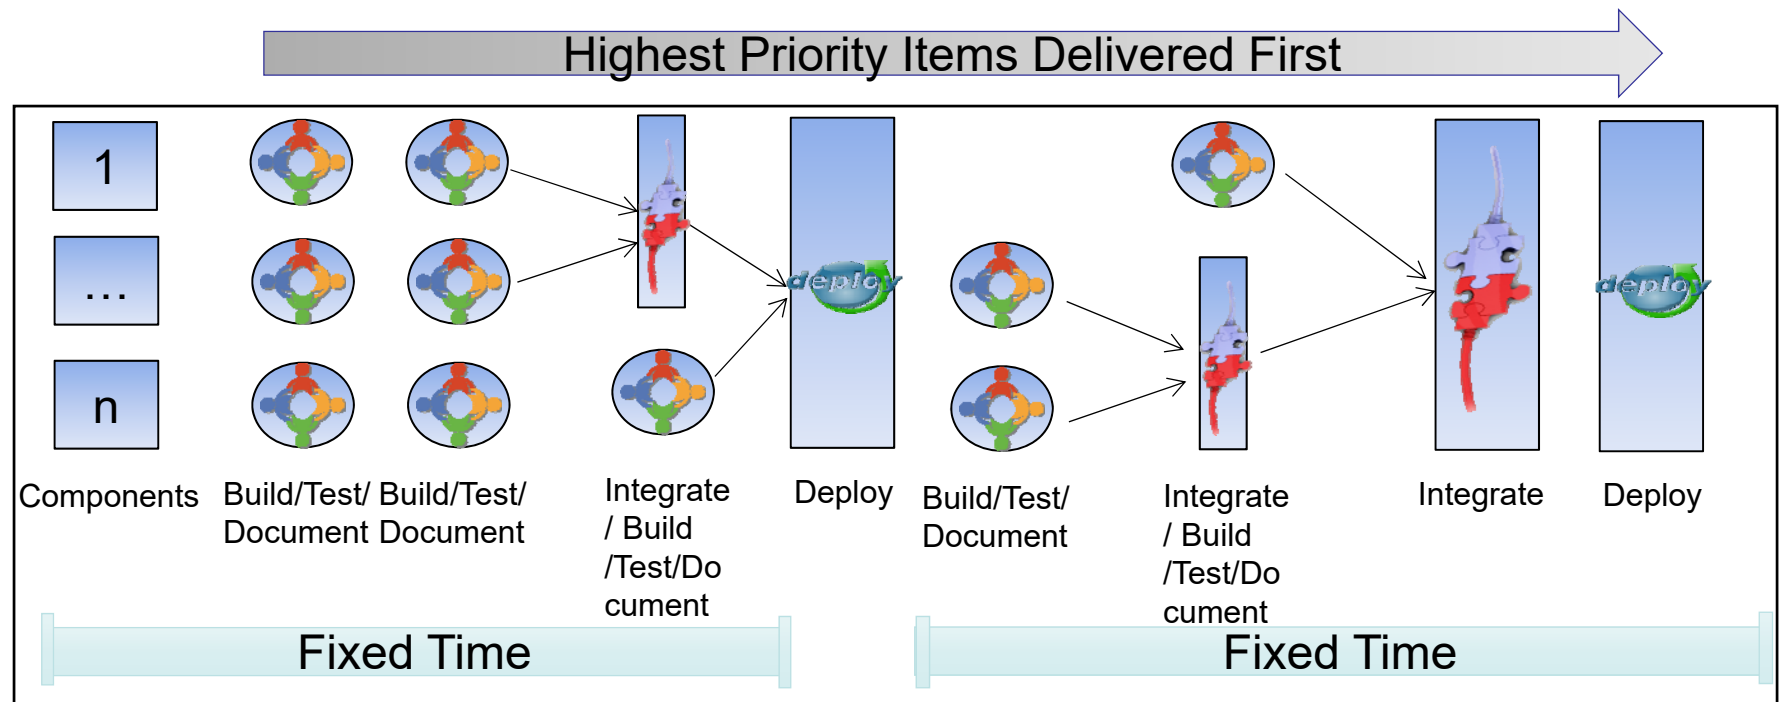 Highest Priority Items Delivered First
1
...
n
deploy
deploy
Components
Build/Test/
Document
Build/Test/
Document
Integrate
/ Build
/Test/Do
cument
Deploy
Build/Test/
Document
Integrate
/ Build
/Test/Do
cument
Integrate
Deploy
Fixed Time
Fixed Time